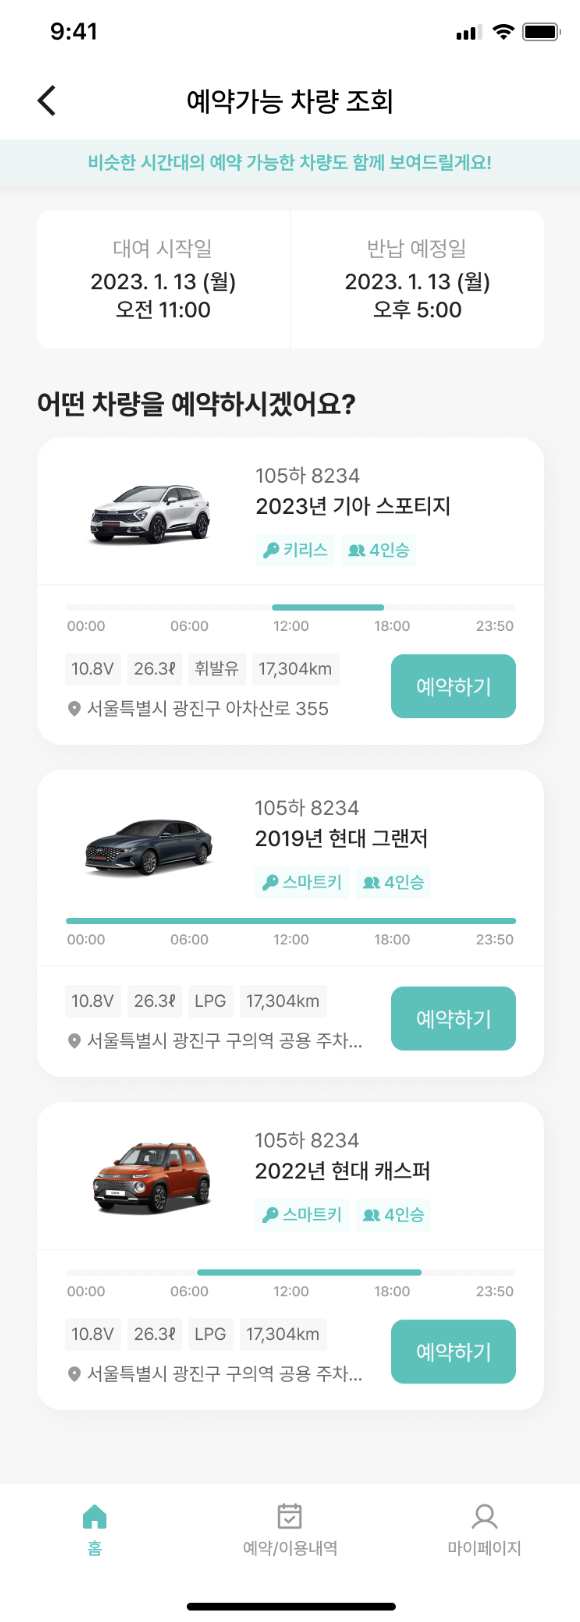 9:41
예약가능 차량 조회
비슷한 시간대의 예약 가능한 차량도 함께 보여드릴게요!
대여 시작일
2023. 1. 13 (월)
오전 11:00
반납 예정일
2023. 1. 13 (월)
오후 5:00
어떤 차량을 예약하시겠어요?
105하 8234
2023년 기아 스포티지
키리스 4인승
00:00 06:00 12:00 18:00 23:50
10.8V 26.3ℓ 휘발유 17,304km
서울특별시 광진구 아차산로 355
예약하기
105하 8234
2019년 현대 그랜저
스마트키 4인승
00:00 06:00 12:00 18:00 23:50
10.8V 26.3ℓ LPG 17,304km
서울특별시 광진구 구의역 공용 주차...
예약하기
105하 8234
2022년 현대 캐스퍼
스마트키 4인승
00:00 06:00 12:00 18:00 23:50
10.8V 26.3ℓ LPG 17,304km
서울특별시 광진구 구의역 공용 주차...
예약하기
홈 예약/이용내역 마이페이지